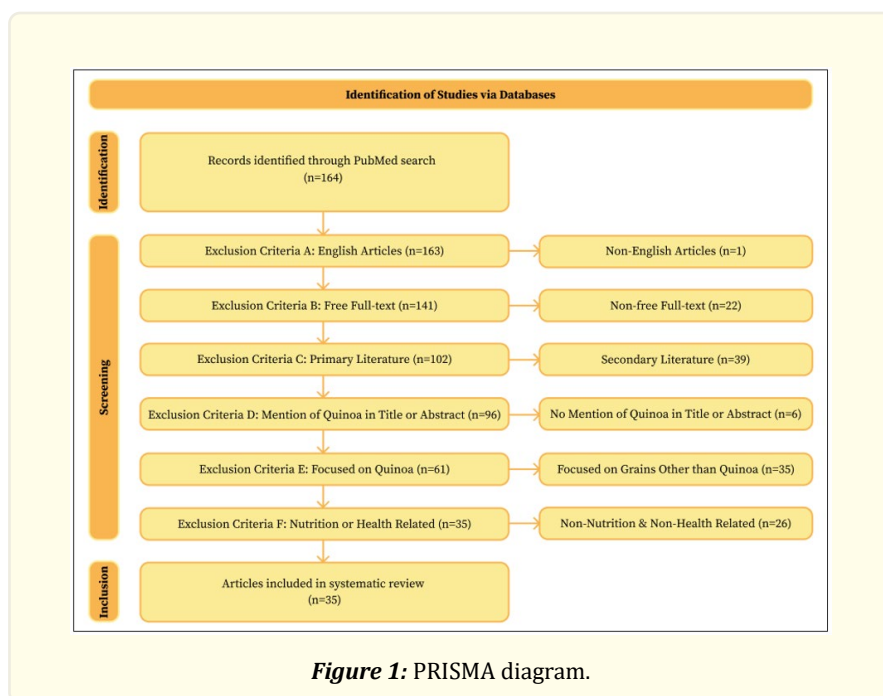 Identification of Studies via Databases
Identification
Records identified through PubMed search
(n=164)
Screening
Exclusion Criteria A: English Articles (n=163)
Non-English Articles (n=1)
Exclusion Criteria B: Free Full-text (n=141)
Non-free Full-text (n=22)
Exclusion Criteria C: Primary Literature (n=102)
Secondary Literature (n=39)
Exclusion Criteria D: Mention of Quinoa in Title or Abstract (n=96)
No Mention of Quinoa in Title or Abstract (n=6)
Exclusion Criteria E: Focused on Quinoa (n=61)
Focused on Grains Other than Quinoa (n=35)
Exclusion Criteria F: Nutrition or Health Related (n=35)
Non-Nutrition & Non-Health Related (n=26)
Inclusion
Articles included in systematic review
(n=35)
Figure 1: PRISMA diagram.